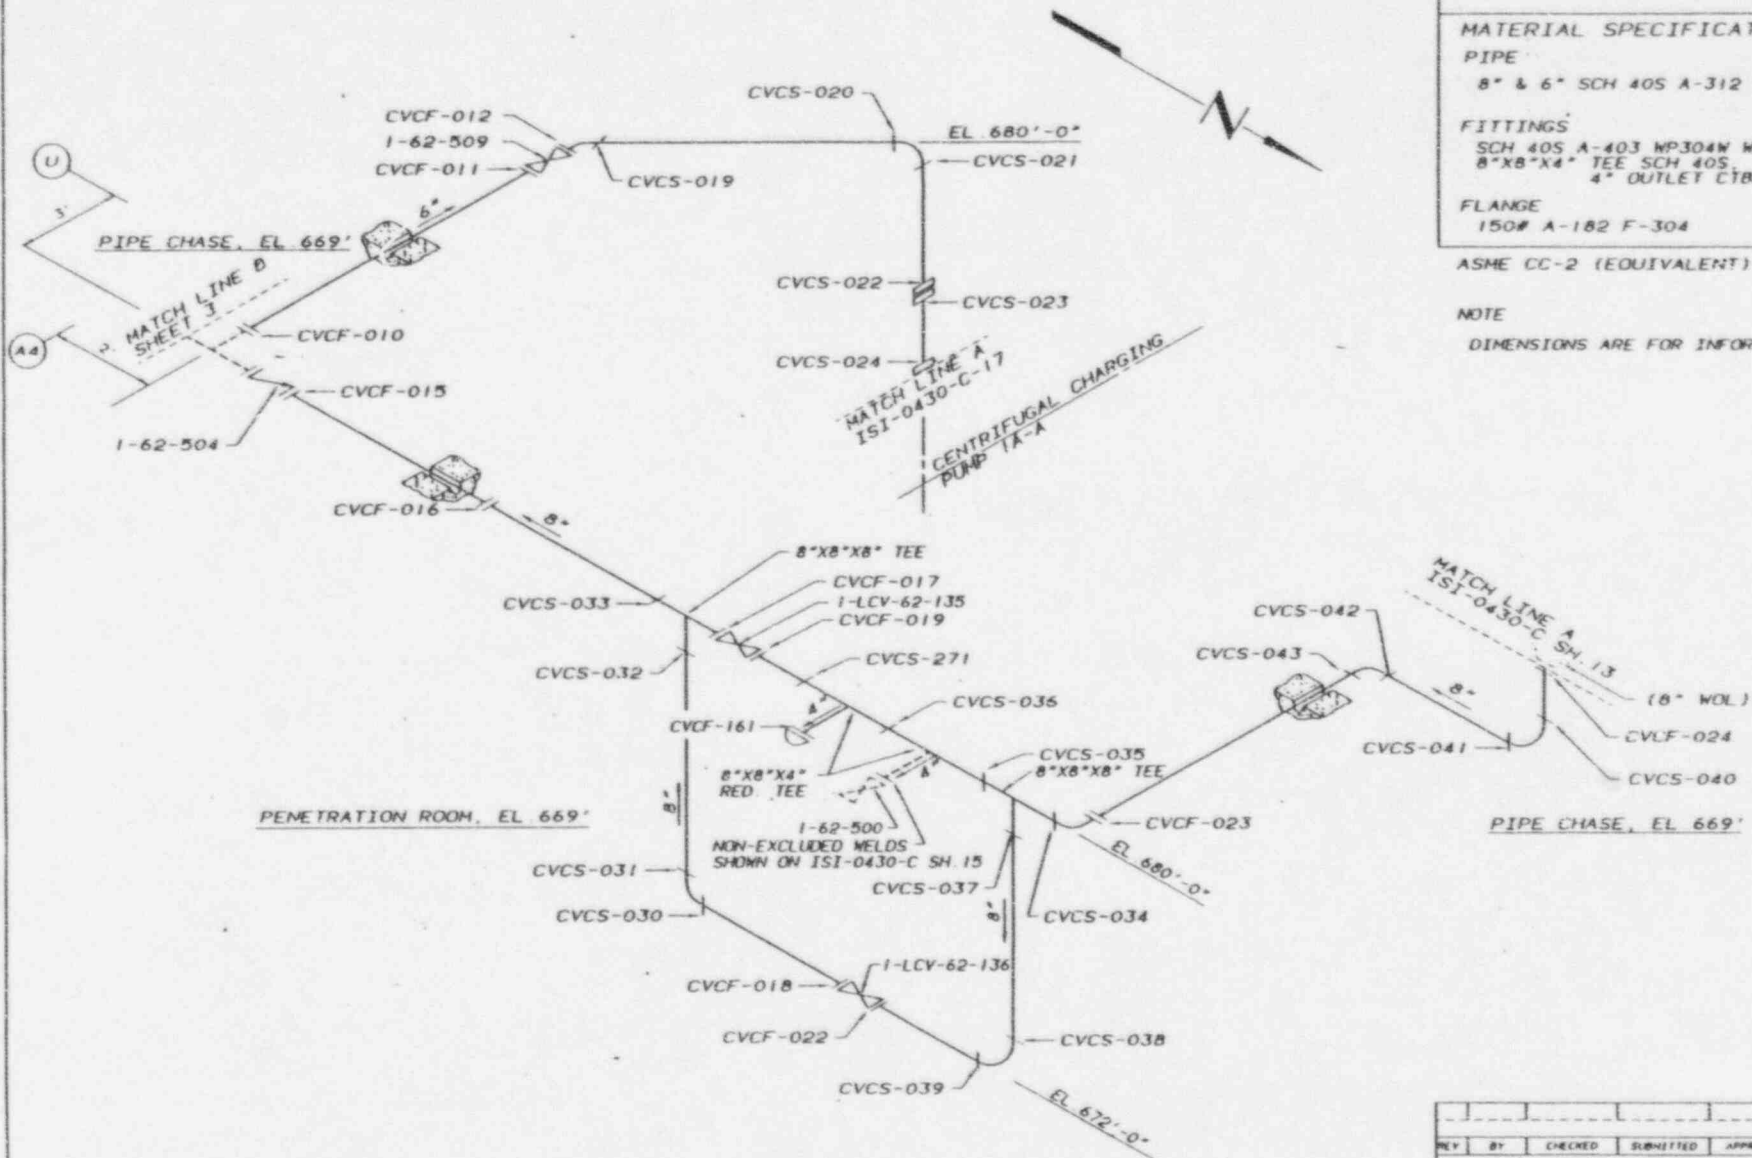 MATERIAL SPECIFICAT
PIPE
8" & 6" SCH 40S A-312
FITTINGS
SCH 40S A-403 WP304W W
8"X8"X4" TEE SCH 40S,
4" OUTLET CTB
FLANGE
150# A-182 F-304
ASME CC-2 (EQUIVALENT)
NOTE
DIMENSIONS ARE FOR INFOR
N
CVCS-020
CVCF-012
1-62-509
CVCF-011
EL 680'-0"
CVCS-021
CVCS-019
U
3'
6"
PIPE CHASE, EL 669'
MATCH LINE B
SHEET 3
CVCS-022
CVCS-023
CVCF-010
A4
2'
CVCS-024
MATCH LINE A
ISI-0430-C-17
CENTRIFUGAL CHARGING
PUMP 1A-A
CVCF-015
1-62-504
CVCF-016
8"
8"X8"X8" TEE
CVCF-017
1-LCV-62-135
CVCF-019
CVCS-033
CVCS-271
CVCS-032
CVCS-036
CVCF-161
4"
CVCS-035
8"X8"X8" TEE
8"X8"X4"
RED. TEE
4"
MATCH LINE A
ISI-0430-C SH.13
CVCS-042
CVCS-043
8"
(8" WOL)
CVCF-024
CVCS-041
CVCS-040
PIPE CHASE, EL 669'
CVCF-023
EL 680'-0"
8"
PENETRATION ROOM, EL 669'
1-62-500
NON-EXCLUDED WELDS
SHOWN ON ISI-0430-C SH.15
CVCS-031
CVCS-037
CVCS-030
8"
CVCS-034
1-LCV-62-136
CVCF-018
CVCF-022
CVCS-038
CVCS-039
EL 672'-0"
REV BY CHECKED SUBMITTED APPR